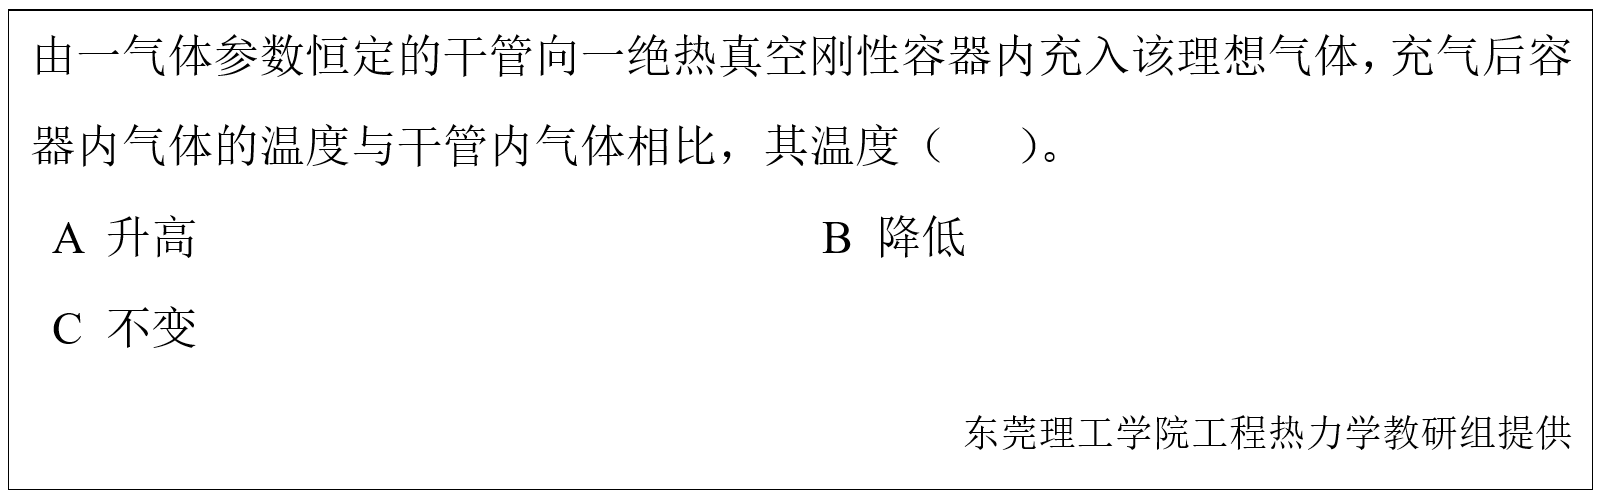 由一气体参数恒定的干管向一绝热真空刚性容器内充入该理想气体，充气后容
器内气体的温度与干管内气体相比，其温度（　　）。
A 升高　　B 降低
C 不变
东莞理工学院工程热力学教研组提供